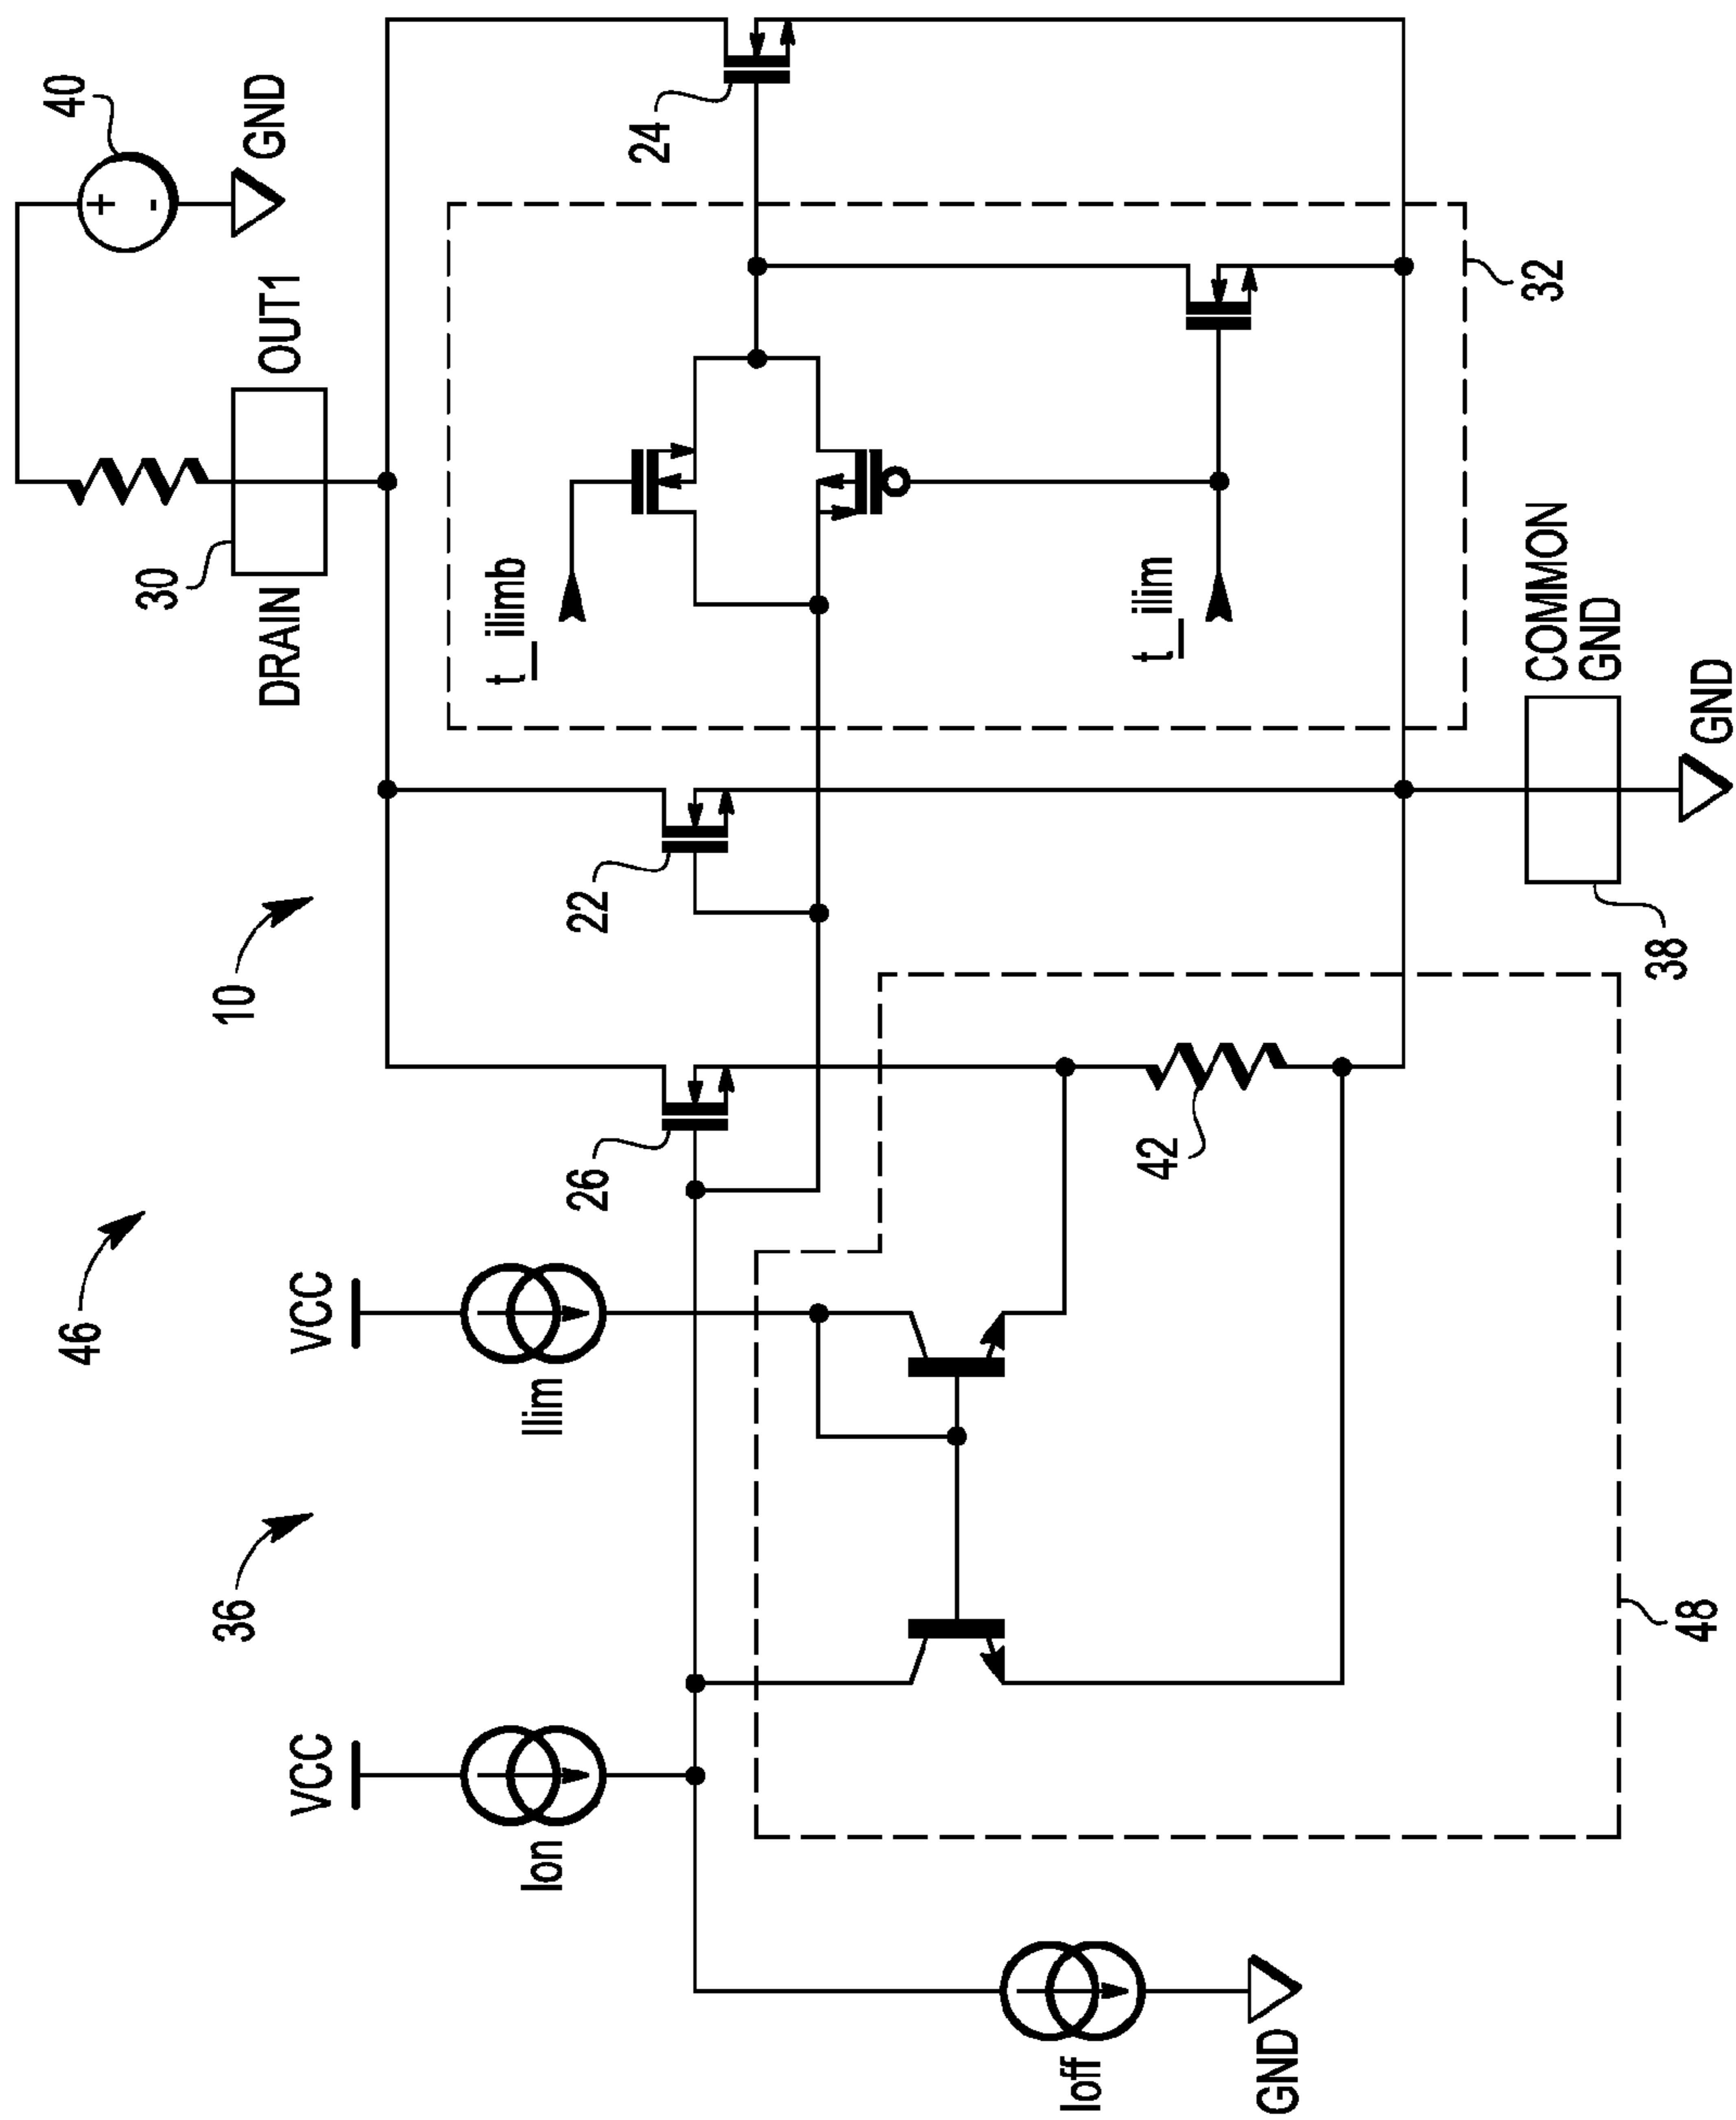 40
GND
30
DRAIN
OUT1
24
t_ilimb
t_ilim
32
10
22
46
26
VCC
Ilim
36
VCC
Ion
42
COMMON
GND
38
GND
48
Ioff
GND